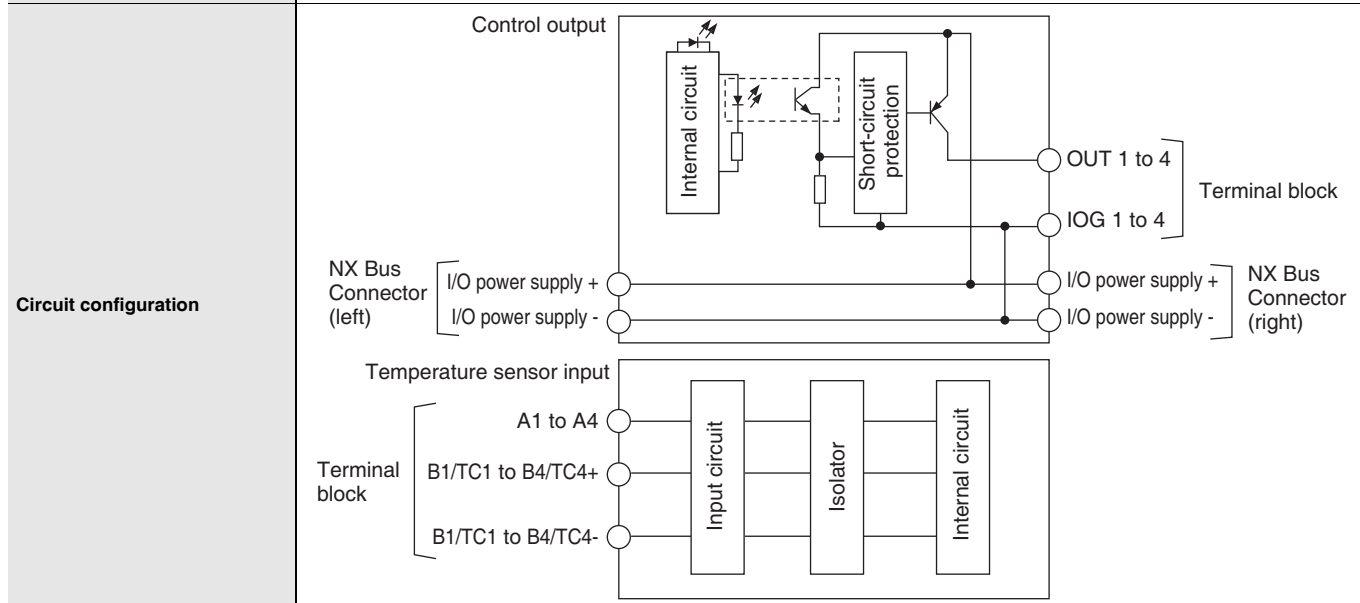 Circuit configuration
Control output
Internal circuit
Short-circuit
protection
OUT 1 to 4
IOG 1 to 4
Terminal block
NX Bus
Connector
(left)
I/O power supply +
I/O power supply -
I/O power supply +
I/O power supply -
NX Bus
Connector
(right)
Temperature sensor input
Terminal
block
A1 to A4
B1/TC1 to B4/TC4+
B1/TC1 to B4/TC4-
Input circuit
Isolator
Internal circuit